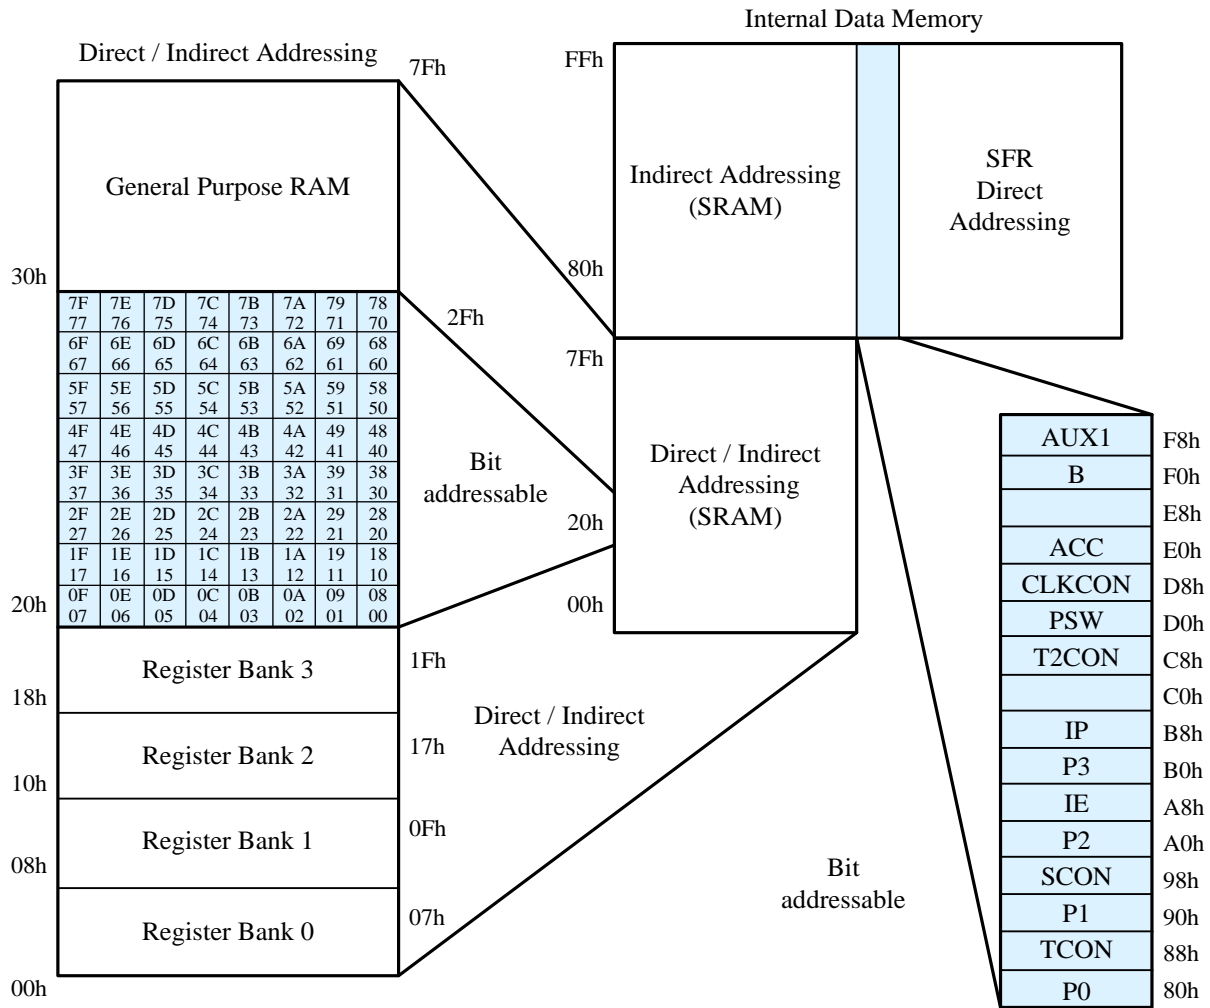 Internal Data Memory
Direct / Indirect Addressing
7Fh
General Purpose RAM
30h
7F 7E 7D 7C 7B 7A 79 78
77 76 75 74 73 72 71 70
6F 6E 6D 6C 6B 6A 69 68
67 66 65 64 63 62 61 60
5F 5E 5D 5C 5B 5A 59 58
57 56 55 54 53 52 51 50
4F 4E 4D 4C 4B 4A 49 48
47 46 45 44 43 42 41 40
3F 3E 3D 3C 3B 3A 39 38
37 36 35 34 33 32 31 30
2F 2E 2D 2C 2B 2A 29 28
27 26 25 24 23 22 21 20
1F 1E 1D 1C 1B 1A 19 18
17 16 15 14 13 12 11 10
0F 0E 0D 0C 0B 0A 09 08
07 06 05 04 03 02 01 00
2Fh
20h
Bit
addressable
Register Bank 3
1Fh
18h
Register Bank 2
17h
10h
Register Bank 1
0Fh
08h
Register Bank 0
07h
00h
Direct / Indirect
Addressing
FFh
Indirect Addressing
(SRAM)
80h
SFR
Direct
Addressing
7Fh
Direct / Indirect
Addressing
(SRAM)
20h
00h
Bit
addressable
AUX1 F8h
B F0h
E8h
ACC E0h
CLKCON D8h
PSW D0h
T2CON C8h
C0h
IP B8h
P3 B0h
IE A8h
P2 A0h
SCON 98h
P1 90h
TCON 88h
P0 80h